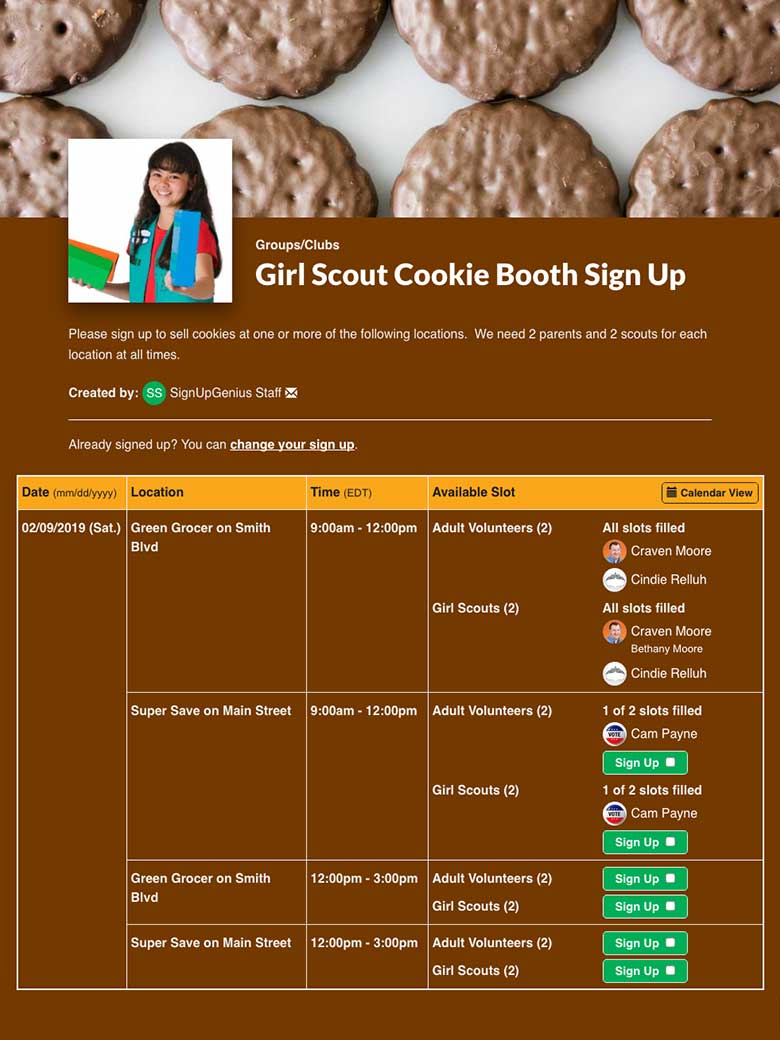 Groups/Clubs
Girl Scout Cookie Booth Sign Up
Please sign up to sell cookies at one or more of the following locations.  We need 2 parents and 2 scouts for each
location at all times.
Created by: SS SignUpGenius Staff
Already signed up? You can change your sign up.
Date (mm/dd/yyyy) Location Time (EDT) Available Slot Calendar View
02/09/2019 (Sat.) Green Grocer on Smith 9:00am - 12:00pm Adult Volunteers (2) All slots filled
Blvd
Craven Moore
Cindie Relluh
Girl Scouts (2) All slots filled
Craven Moore
Bethany Moore
Cindie Relluh
Super Save on Main Street 9:00am - 12:00pm Adult Volunteers (2) 1 of 2 slots filled
VOTE Cam Payne
Sign Up
Girl Scouts (2) 1 of 2 slots filled
VOTE Cam Payne
Sign Up
Green Grocer on Smith 12:00pm - 3:00pm Adult Volunteers (2) Sign Up
Blvd
Girl Scouts (2) Sign Up
Super Save on Main Street 12:00pm - 3:00pm Adult Volunteers (2) Sign Up
Girl Scouts (2) Sign Up